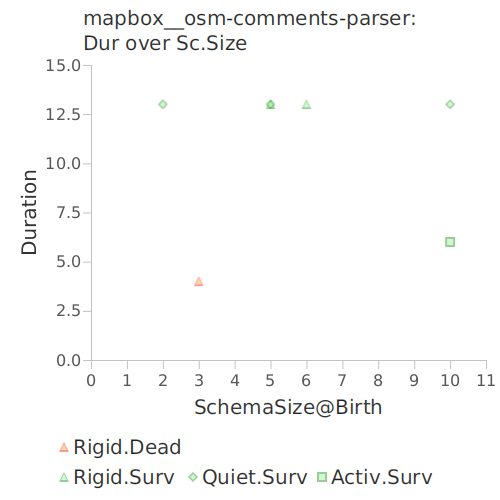 mapbox__osm-comments-parser:
Dur over Sc.Size
15.0
12.5
10.0
7.5
5.0
2.5
0.0
Duration
0 1 2 3 4 5 6 7 8 9 10 11
SchemaSize@Birth
Rigid.Dead
Rigid.Surv Quiet.Surv Activ.Surv